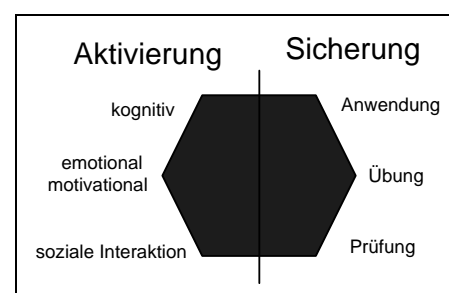 Aktivierung
Sicherung
kognitiv
Anwendung
emotional
motivational
Übung
soziale Interaktion
Prüfung